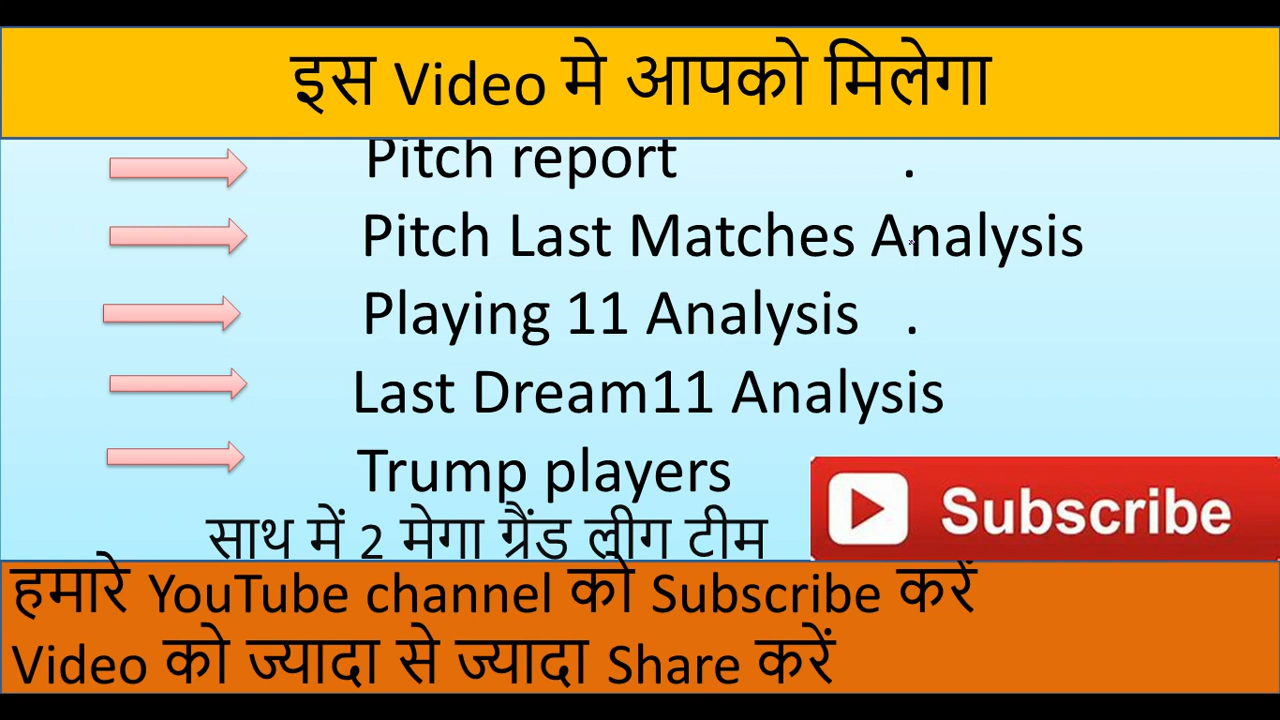 इस Video मे आपको मिलेगा
Pitch report .
Pitch Last Matches Analysis
Playing 11 Analysis .
Last Dream11 Analysis
Trump players
साथ में 2 मेगा ग्रैंड लीग टीम
Subscribe
हमारे YouTube channel को Subscribe करें
Video को ज्यादा से ज्यादा Share करें